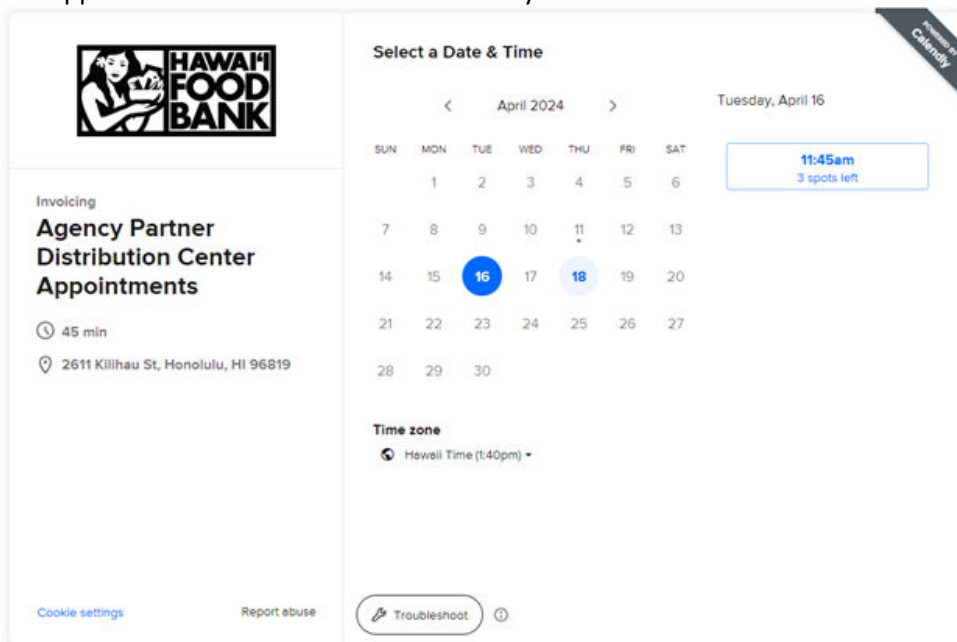 HAWAI'I
FOOD
BANK
Invoicing
Agency Partner
Distribution Center
Appointments
45 min
2611 Kilihau St, Honolulu, HI 96819
Cookie settings
Report abuse
Select a Date & Time
< April 2024 >
SUN MON TUE WED THU FRI SAT
1 2 3 4 5 6
7 8 9 10 11 12 13
14 15 16 17 18 19 20
21 22 23 24 25 26 27
28 29 30
Time zone
Hawaii Time (1:40pm)
Troubleshoot
Tuesday, April 16
11:45am
3 spots left
POWERED BY
Calendly